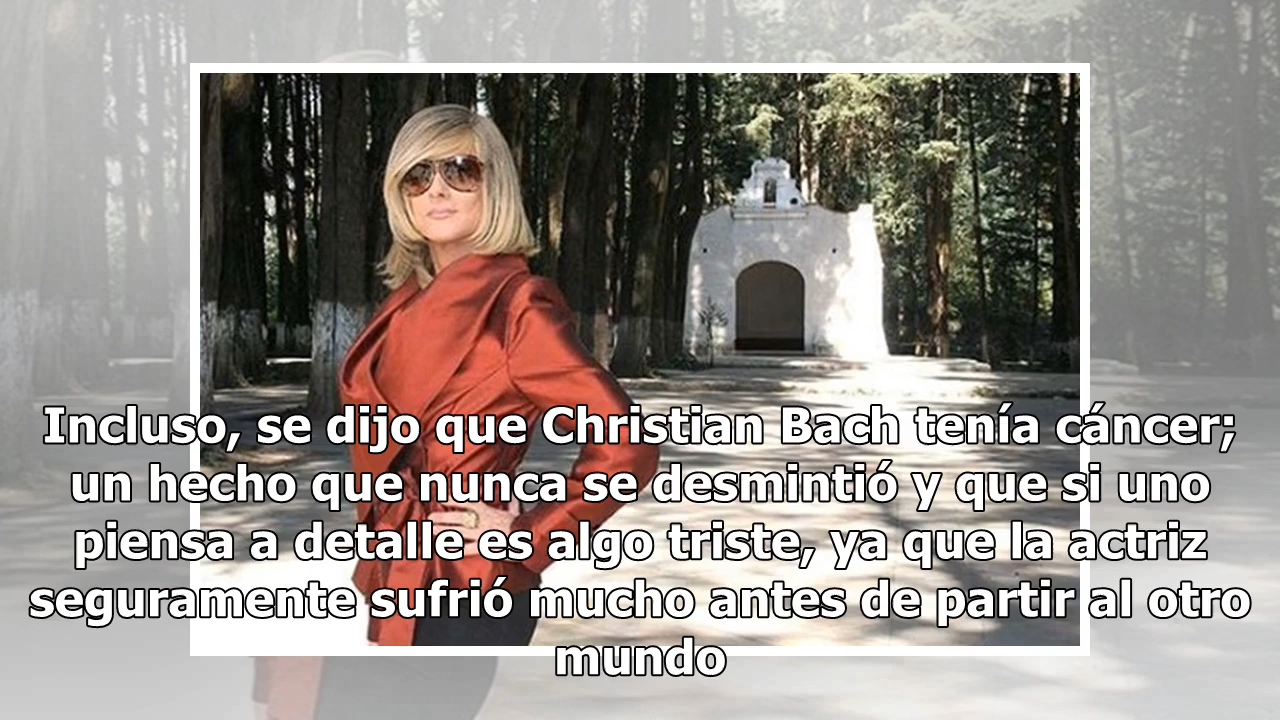 Incluso, se dijo que Christian Bach tenía cáncer;
un hecho que nunca se desmintió y que si uno
piensa a detalle es algo triste, ya que la actriz
seguramente sufrió mucho antes de partir al otro
mundo